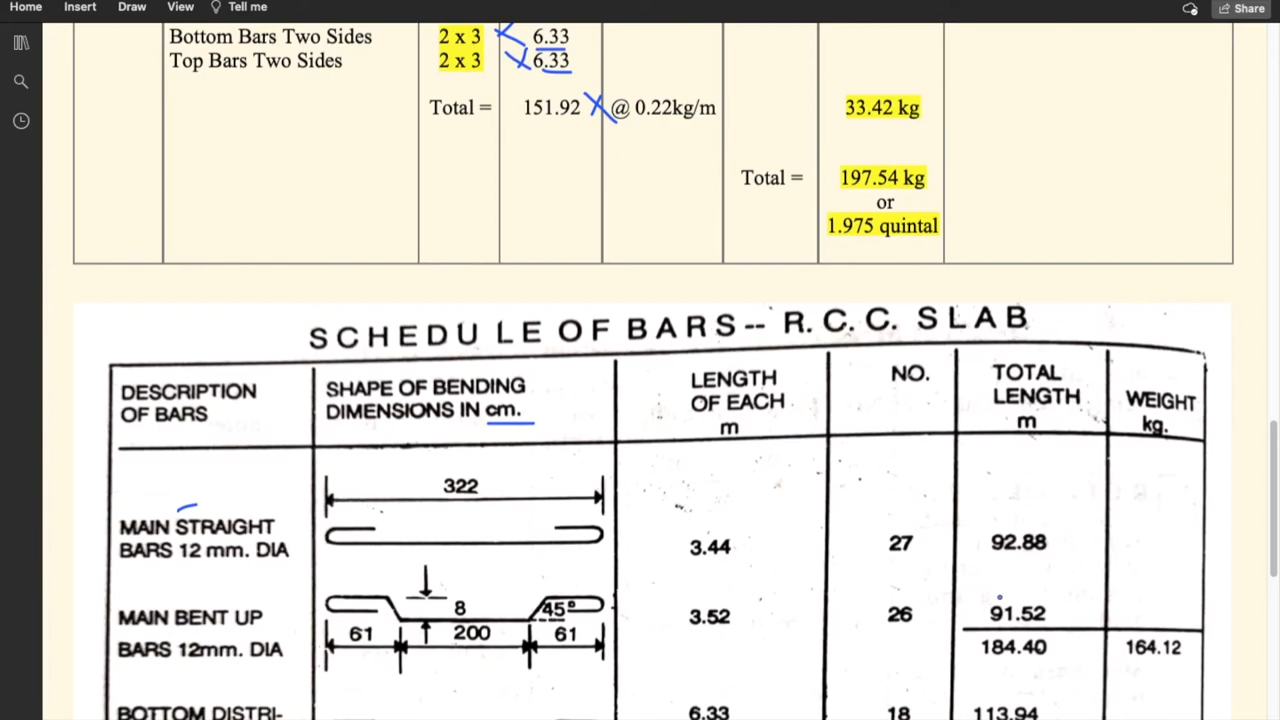 Home Insert Draw View Tell me Share
Bottom Bars Two Sides 2 x 3 6.33
Top Bars Two Sides 2 x 3 6.33
Total = 151.92 @ 0.22kg/m 33.42 kg
Total = 197.54 kg
or
1.975 quintal
SCHEDULE OF BARS-- R.C.C. SLAB
DESCRIPTION OF BARS
SHAPE OF BENDING DIMENSIONS IN cm.
LENGTH OF EACH m
NO.
TOTAL LENGTH m
WEIGHT kg.
322
MAIN STRAIGHT
BARS 12 mm. DIA
3.44 27 92.88
8 45°
MAIN BENT UP 3.52 26 91.52
61 200 61
BARS 12mm. DIA 184.40 164.12
BOTTOM DISTRI- 6.33 18 113.94